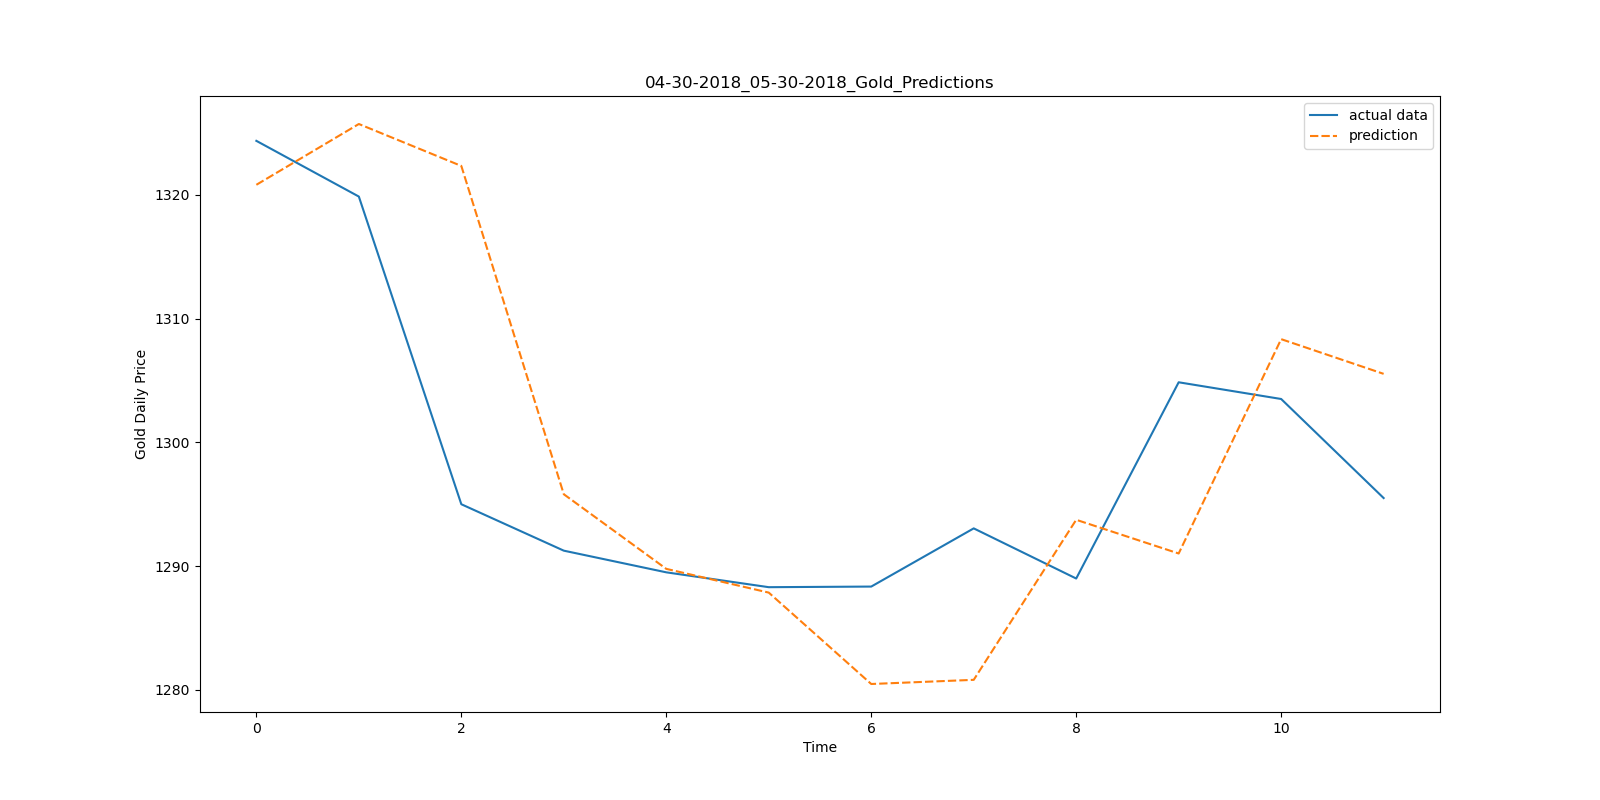 04-30-2018_05-30-2018_Gold_Predictions
actual data
prediction
1320
1310
1300
1290
1280
Gold Daily Price
0 2 4 6 8 10
Time